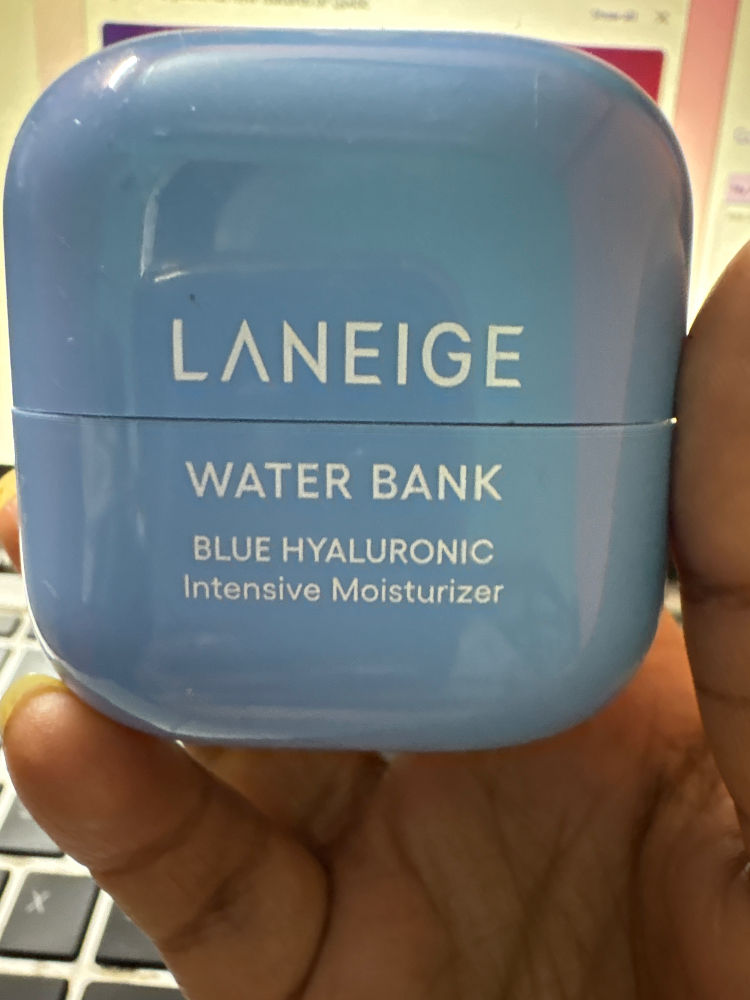 LANEIGE
WATER BANK
BLUE HYALURONIC
Intensive Moisturizer
X